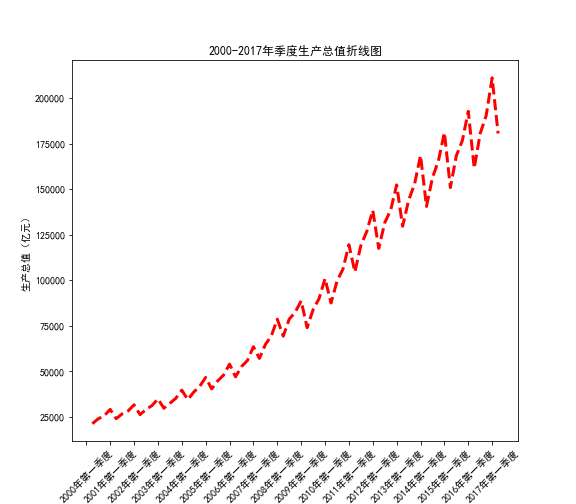 2000-2017年季度生产总值折线图
生产总值（亿元）
200000
175000
150000
125000
100000
75000
50000
25000
2000年第一季度
2001年第一季度
2002年第一季度
2003年第一季度
2004年第一季度
2005年第一季度
2006年第一季度
2007年第一季度
2008年第一季度
2009年第一季度
2010年第一季度
2011年第一季度
2012年第一季度
2013年第一季度
2014年第一季度
2015年第一季度
2016年第一季度
2017年第一季度